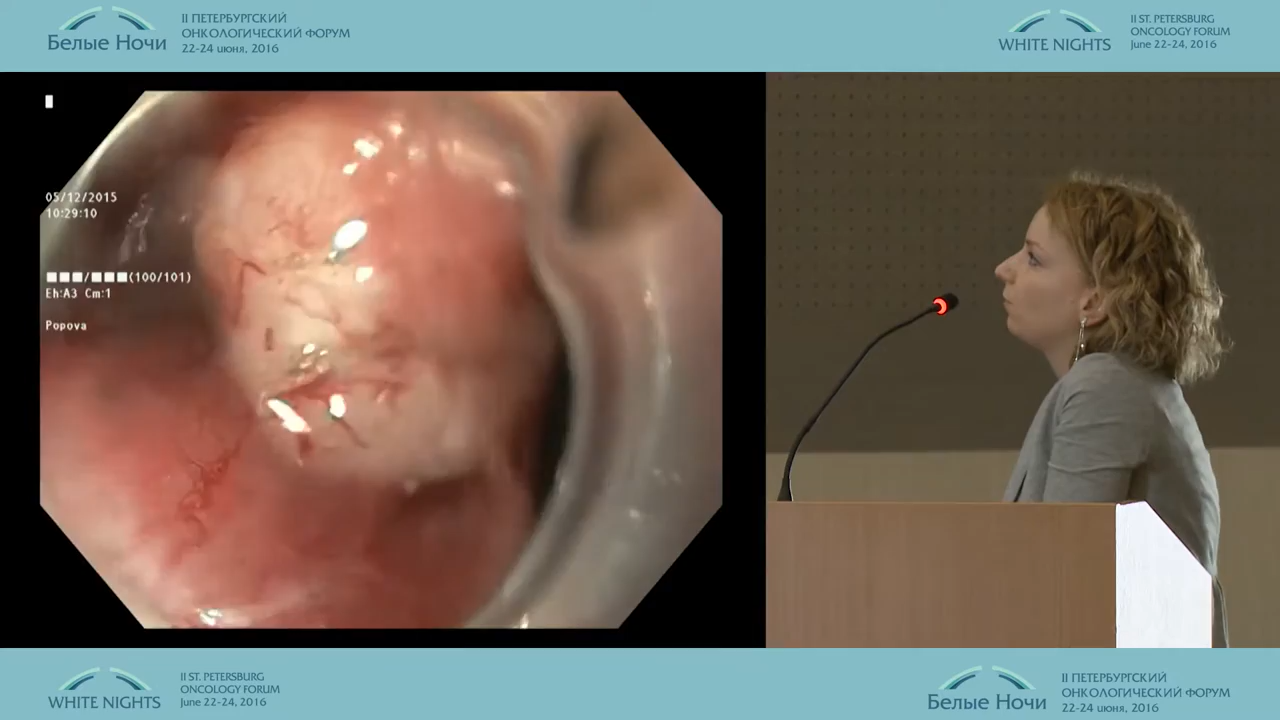 Белые Ночи
II ПЕТЕРБУРГСКИЙ
ОНКОЛОГИЧЕСКИЙ ФОРУМ
22-24 июня, 2016
WHITE NIGHTS
II ST. PETERSBURG
ONCOLOGY FORUM
June 22-24, 2016
05/12/2015
10:29:10
■■■/■■■(100/101)
Eh:A3 Cm:1
Popova
WHITE NIGHTS
II ST. PETERSBURG
ONCOLOGY FORUM
June 22-24, 2016
Белые Ночи
II ПЕТЕРБУРГСКИЙ
ОНКОЛОГИЧЕСКИЙ ФОРУМ
22-24 июня, 2016